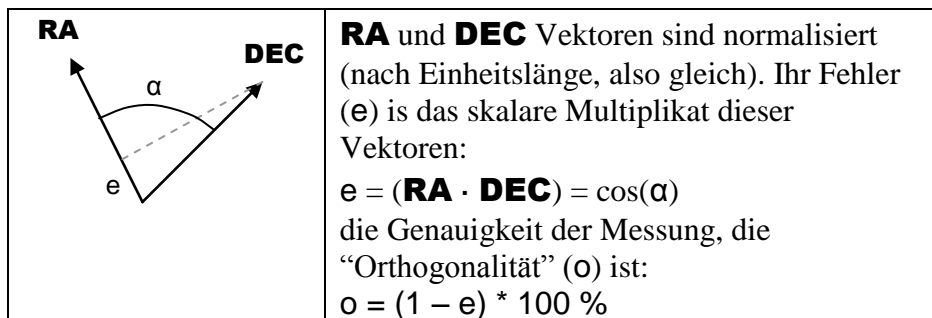 RA
DEC
α
e
RA und DEC Vektoren sind normalisiert
(nach Einheitslänge, also gleich). Ihr Fehler
(e) is das skalare Multiplikat dieser
Vektoren:
e = (RA · DEC) = cos(α)
die Genauigkeit der Messung, die
“Orthogonalität” (o) ist:
o = (1 – e) * 100 %